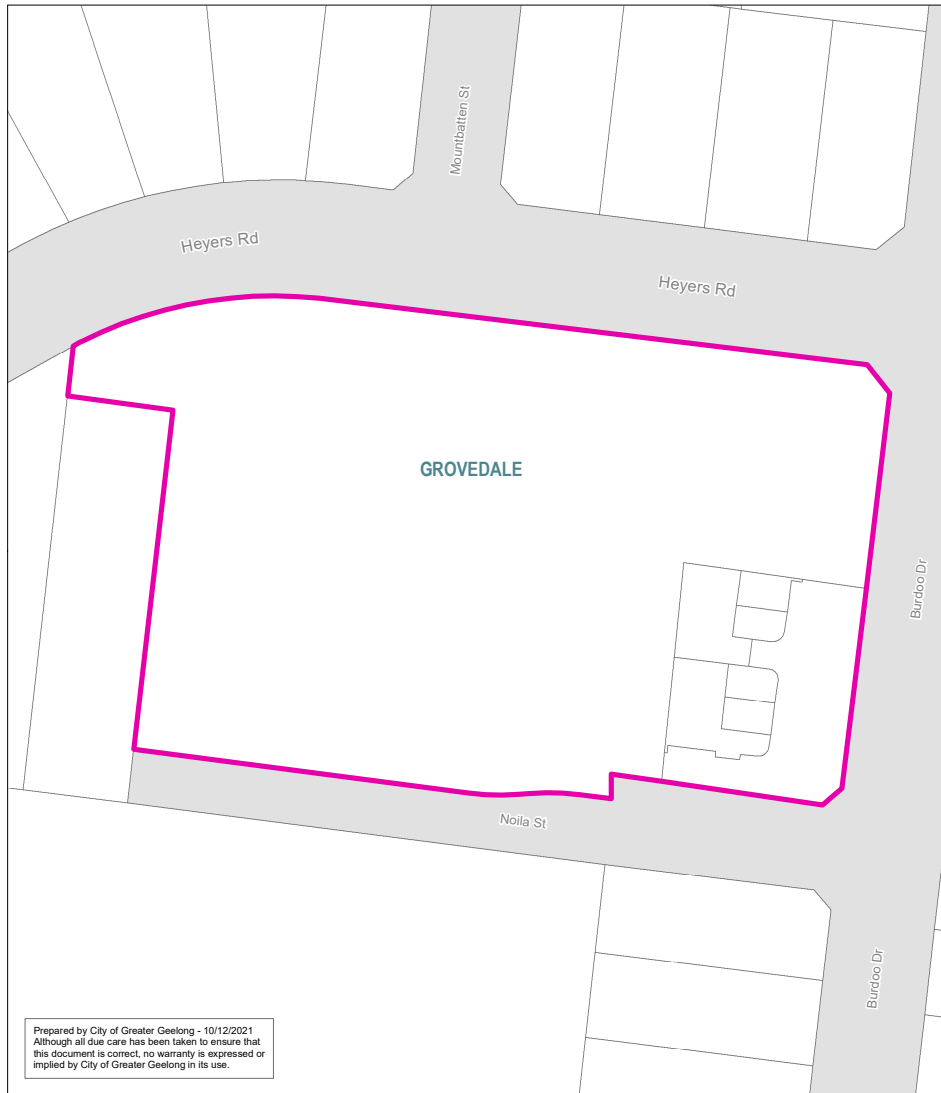 Mountbatten St
Heyers Rd
Heyers Rd
GROVEDALE
Burdoo Dr
Noila St
Burdoo Dr
Prepared by City of Greater Geelong - 10/12/2021
Although all due care has been taken to ensure that
this document is correct, no warranty is expressed or
implied by City of Greater Geelong in its use.